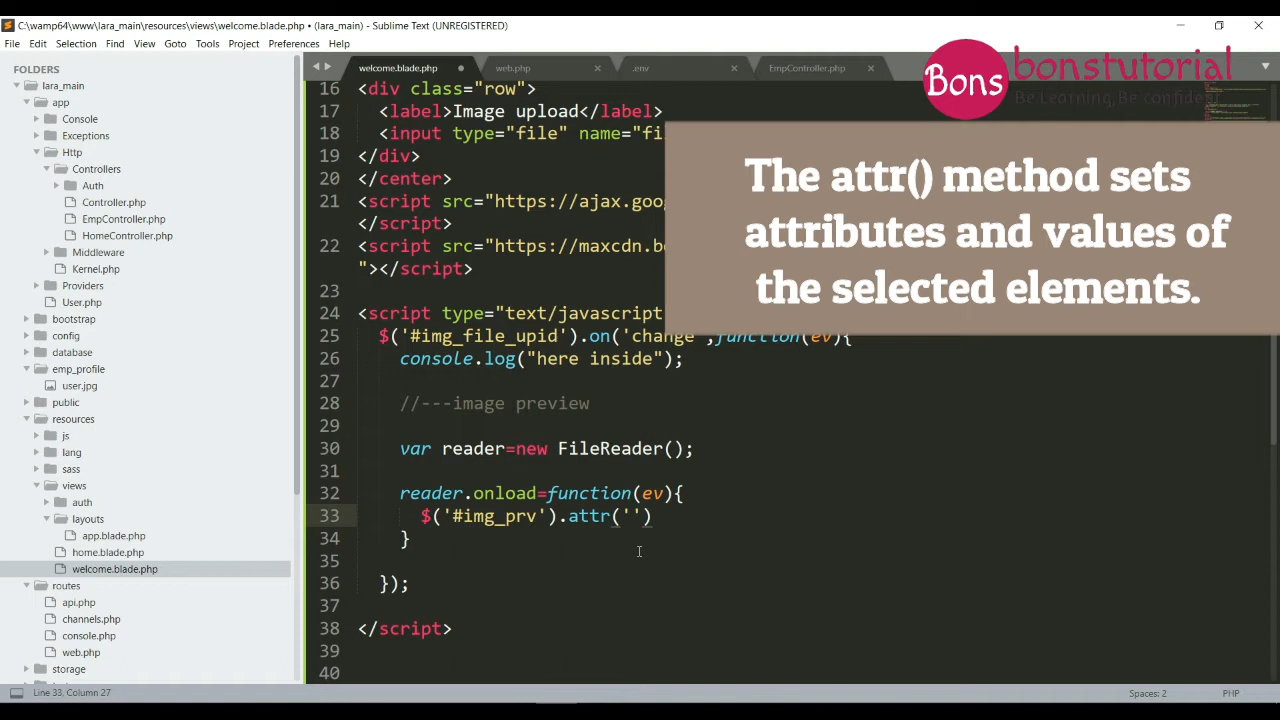 C:\wamp64\www\lara_main\resources\views\welcome.blade.php • (lara_main) - Sublime Text (UNREGISTERED)
File Edit Selection Find View Goto Tools Project Preferences Help
FOLDERS
lara_main
app
Console
Exceptions
Http
Controllers
Auth
Controller.php
EmpController.php
HomeController.php
Middleware
Kernel.php
Providers
User.php
bootstrap
config
database
emp_profile
user.jpg
public
resources
js
lang
sass
views
auth
layouts
app.blade.php
home.blade.php
welcome.blade.php
routes
api.php
channels.php
console.php
web.php
storage
welcome.blade.php web.php .env EmpController.php
Bons bonstutorial
Be Learning,Be confident
The attr() method sets
attributes and values of
the selected elements.
16 <div class="row">
17 <label>Image upload</label>
18 <input type="file" name="fi
19 </div>
20 </center>
21 <script src="https://ajax.goog
</script>
22 <script src="https://maxcdn.bo
"></script>
23
24 <script type="text/javascript
25 $('#img_file_upid').on('change',function(ev){
26 console.log("here inside");
27
28 //---image preview
29
30 var reader=new FileReader();
31
32 reader.onload=function(ev){
33 $('#img_prv').attr('')
34 }
35
36 });
37
38 </script>
39
40
Line 33, Column 27
Spaces: 2 PHP